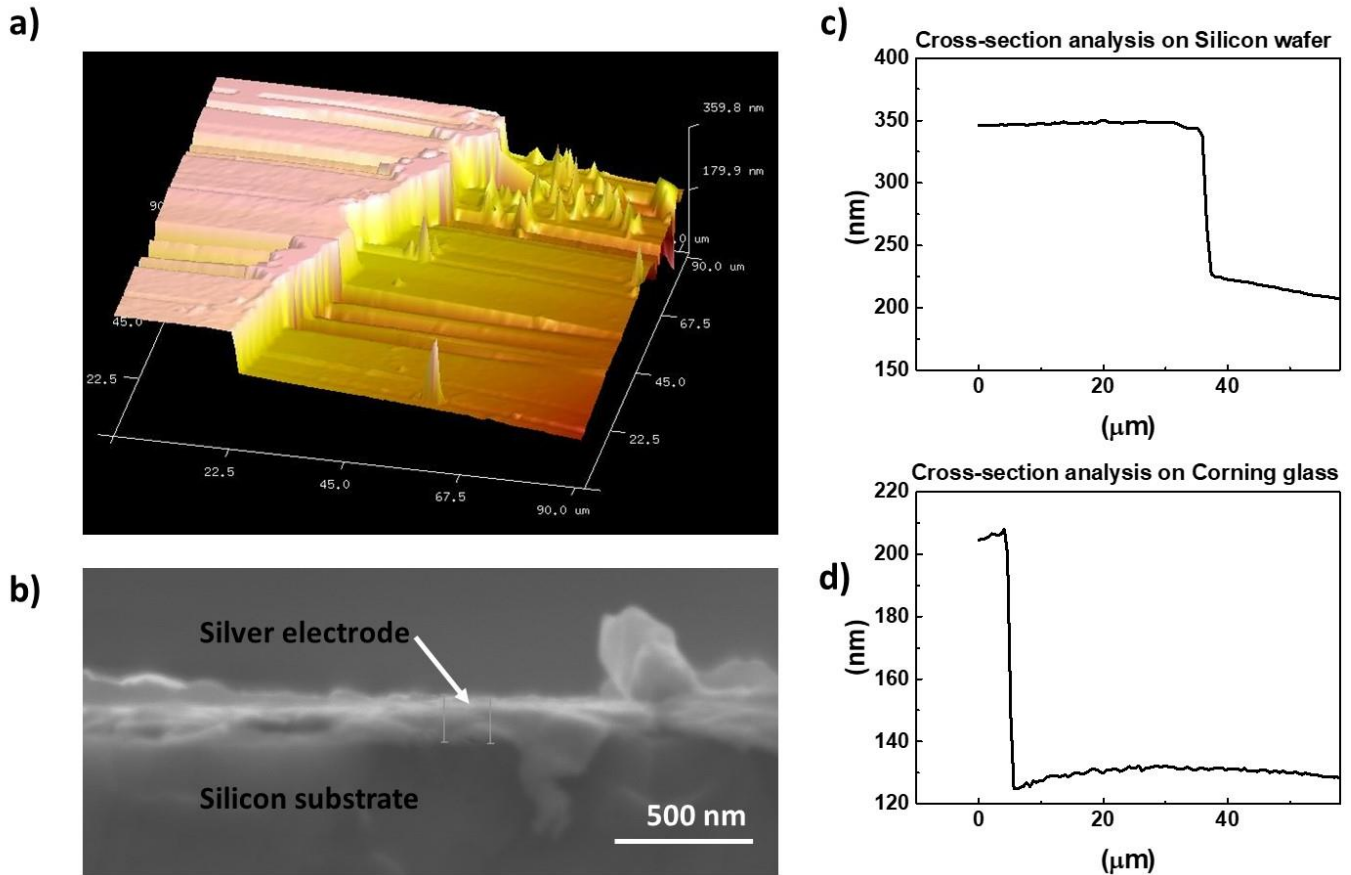 a)
359.8 nm
179.9 nm
90
.0 um
90.0 um
67.5
45.0
22.5
45.0
22.5
22.5
45.0
67.5
90.0 um
b)
Silver electrode
Silicon substrate
500 nm
c)
Cross-section analysis on Silicon wafer
400
350
300
250
200
150
(nm)
0 20 40
(μm)
d)
Cross-section analysis on Corning glass
220
200
180
160
140
120
(nm)
0 20 40
(μm)